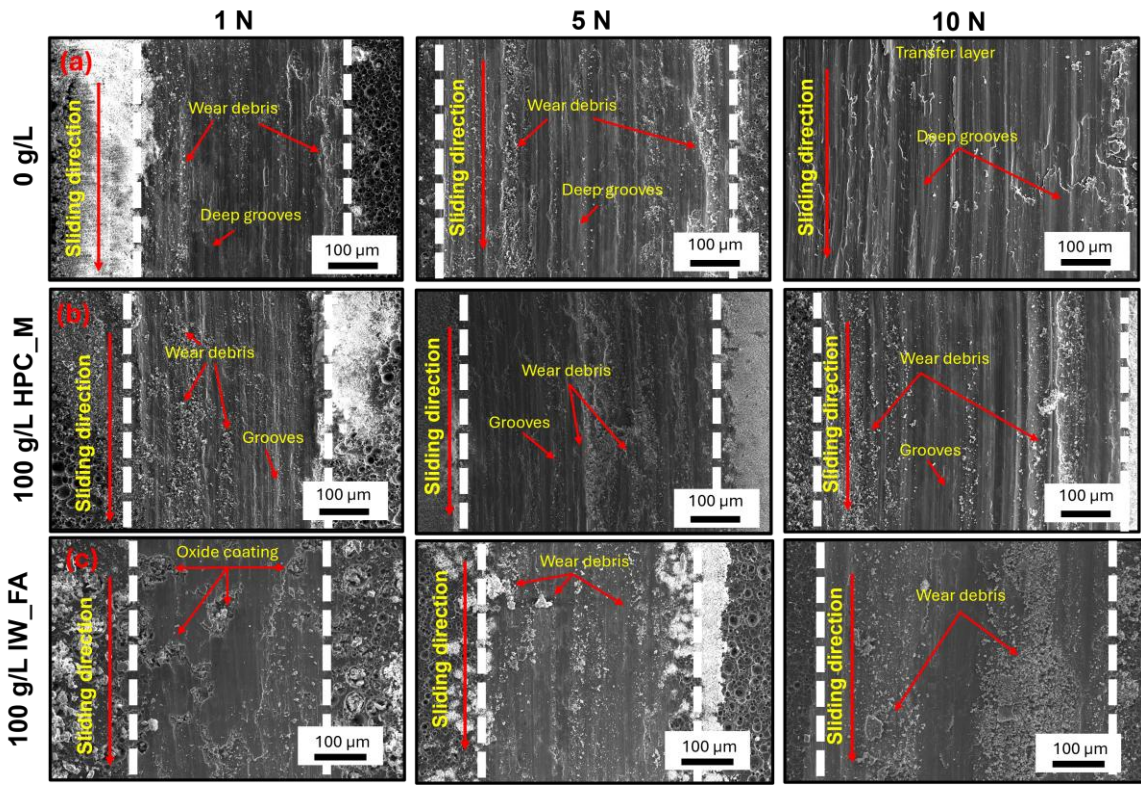 1 N
5 N
10 N
0 g/L
(a)
Sliding direction
Wear debris
Deep grooves
100 µm
Sliding direction
Wear debris
Deep grooves
100 µm
Transfer layer
Sliding direction
Deep grooves
100 µm
100 g/L HPC_M
(b)
Sliding direction
Wear debris
Grooves
100 µm
Sliding direction
Wear debris
Grooves
100 µm
Sliding direction
Wear debris
Grooves
100 µm
100 g/L IW_FA
(c)
Sliding direction
Oxide coating
100 µm
Sliding direction
Wear debris
100 µm
Sliding direction
Wear debris
100 µm